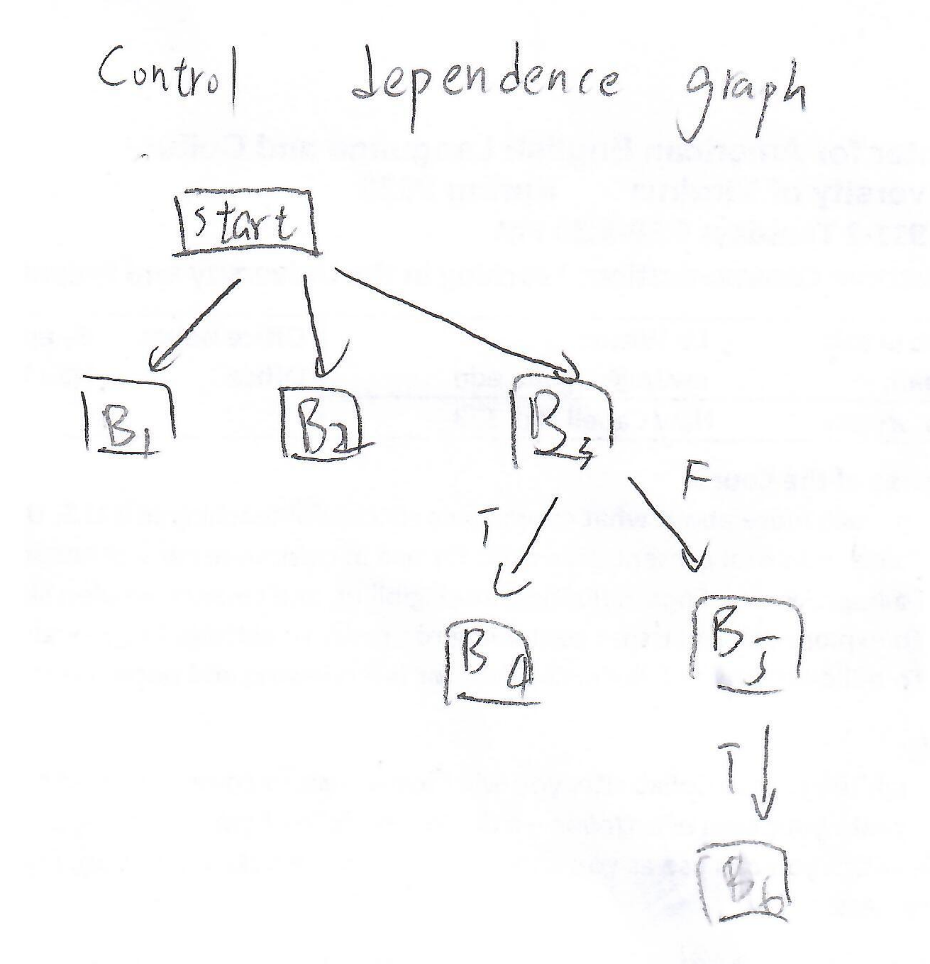 Control dependence graph
start
B1 B2 B3
T F
B4 B5
T
B6